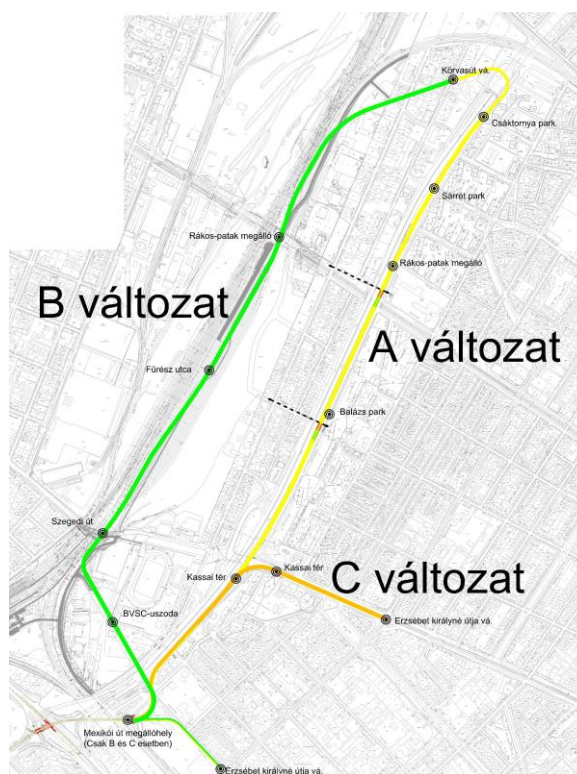 Körvasút vá.
Csáktornya park
Sárrét park
Rákos-patak megálló
Rákos-patak megálló
B változat
A változat
Fűrész utca
Balázs park
Szegedi út
Kassai tér
Kassai tér
C változat
BVSC-uszoda
Erzsébet királyné útja vá.
Mexikói út megállóhely
(Csak B és C esetben)
Erzsébet királyné útja vá.